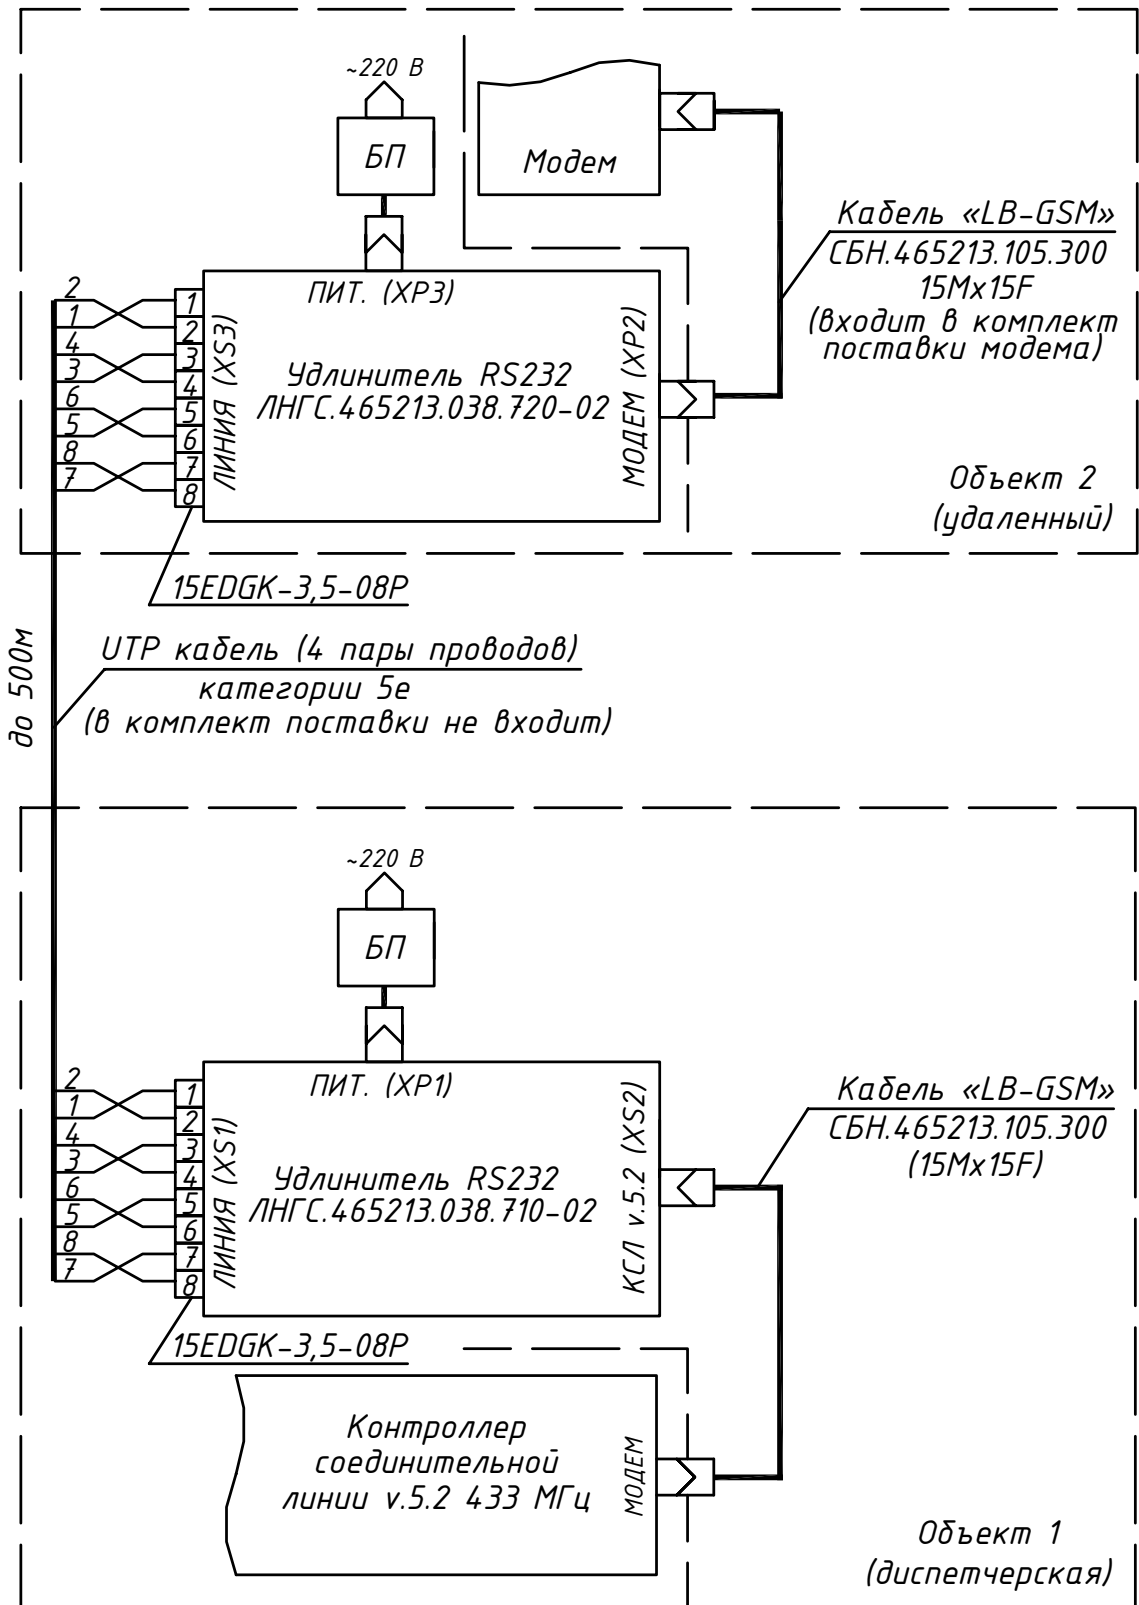 ~220 В
БП
Модем
Кабель «LB-GSM»
СБН.465213.105.300
15Мx15F
(входит в комплект
поставки модема)
ПИТ. (XP3)
2
1
4
3
6
5
8
7
1
2
3
4
5
6
7
8
ЛИНИЯ (XS3)
Удлинитель RS232
ЛНГС.465213.038.720-02
МОДЕМ (XP2)
Объект 2
(удаленный)
15EDGK-3,5-08P
до 500м
UTP кабель (4 пары проводов)
категории 5е
(в комплект поставки не входит)
~220 В
БП
ПИТ. (XP1)
2
1
4
3
6
5
8
7
1
2
3
4
5
6
7
8
ЛИНИЯ (XS1)
Удлинитель RS232
ЛНГС.465213.038.710-02
КСЛ v.5.2 (XS2)
Кабель «LB-GSM»
СБН.465213.105.300
(15Мx15F)
15EDGK-3,5-08P
Контроллер
соединительной
линии v.5.2 433 МГц
МОДЕМ
Объект 1
(диспетчерская)